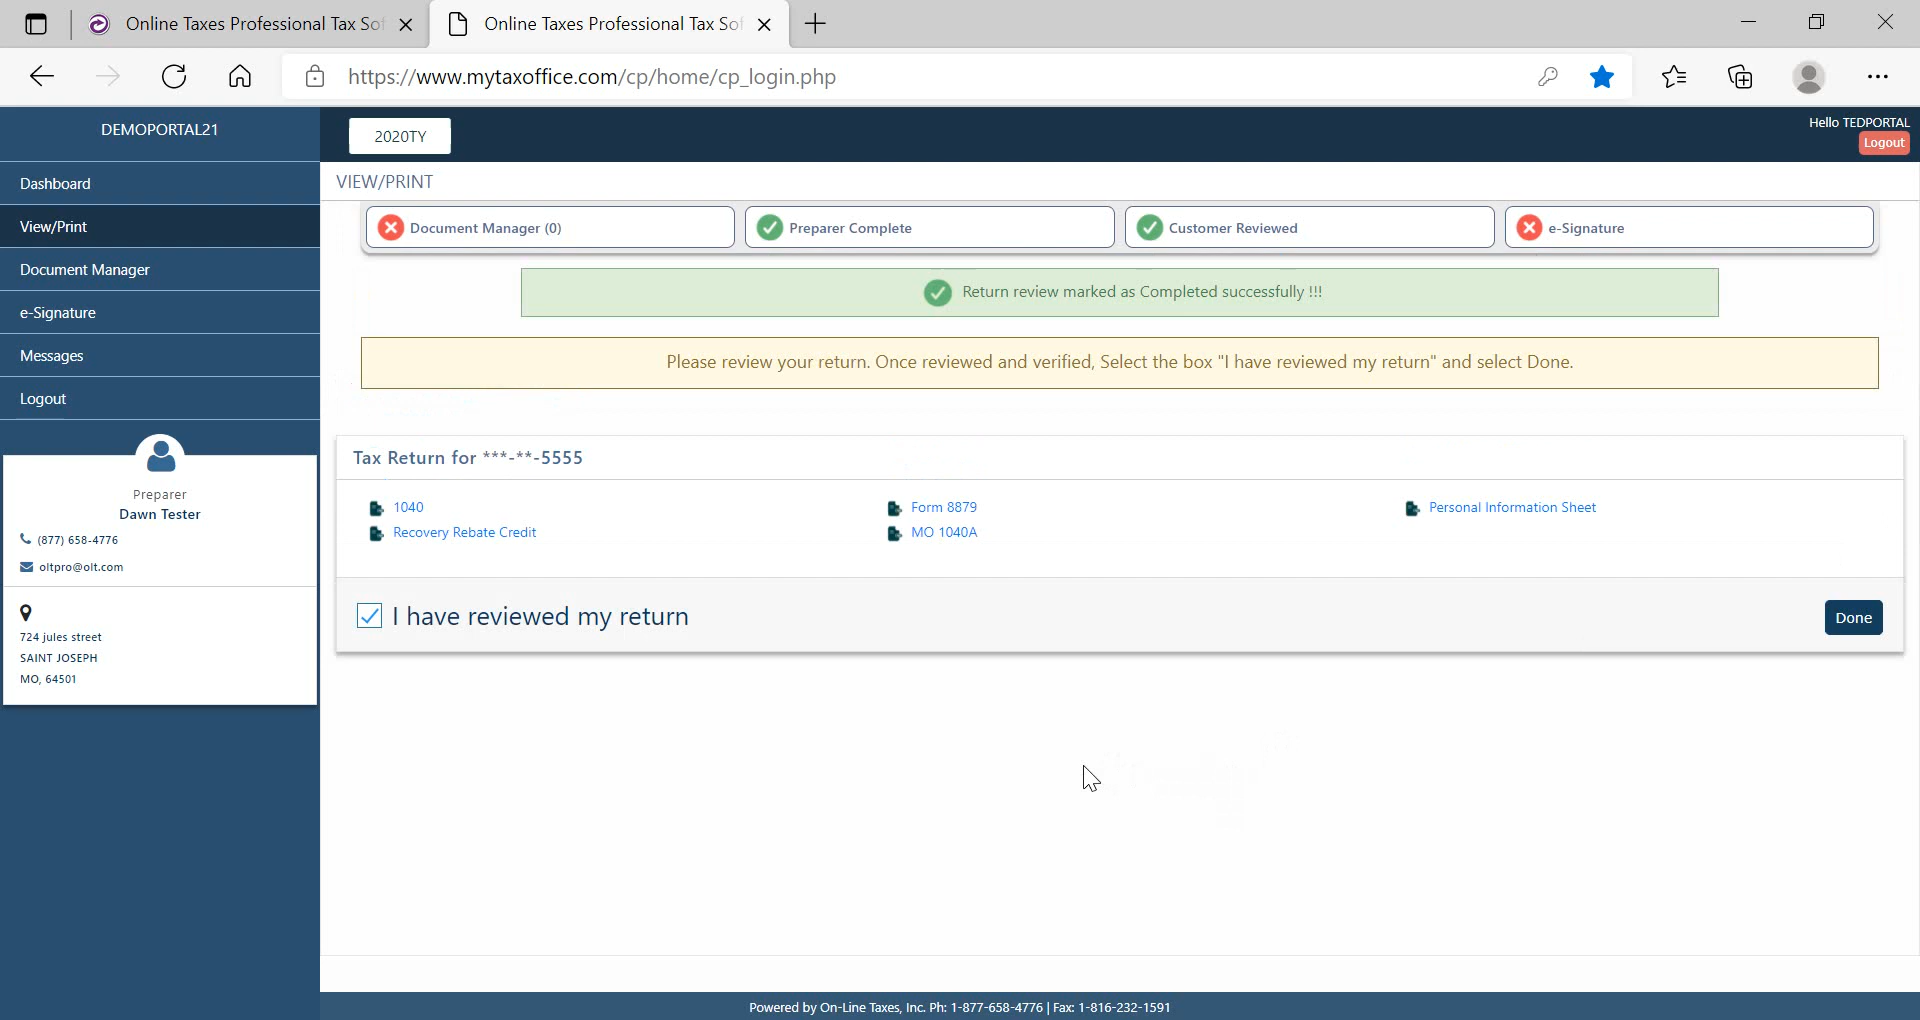 Online Taxes Professional Tax Sof
Online Taxes Professional Tax Sof
https://www.mytaxoffice.com/cp/home/cp_login.php
DEMOPORTAL21
2020TY
Hello TEDPORTAL
Logout
Dashboard
View/Print
Document Manager
e-Signature
Messages
Logout
Preparer
Dawn Tester
(877) 658-4776
oltpro@olt.com
724 jules street
SAINT JOSEPH
MO, 64501
VIEW/PRINT
Document Manager (0)
Preparer Complete
Customer Reviewed
e-Signature
Return review marked as Completed successfully !!!
Please review your return. Once reviewed and verified, Select the box "I have reviewed my return" and select Done.
Tax Return for ***-**-5555
1040
Form 8879
Personal Information Sheet
Recovery Rebate Credit
MO 1040A
I have reviewed my return
Done
Powered by On-Line Taxes, Inc. Ph: 1-877-658-4776 | Fax: 1-816-232-1591